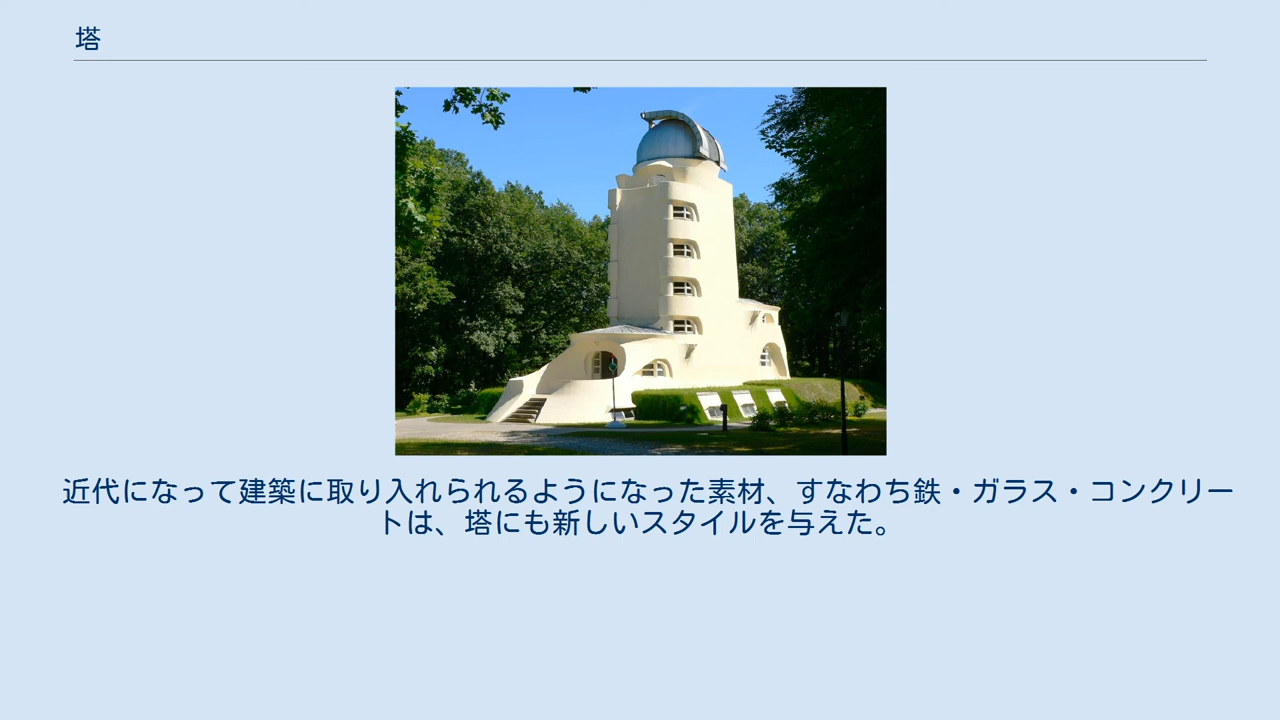 塔
近代になって建築に取り入れられるようになった素材、すなわち鉄・ガラス・コンクリー
トは、塔にも新しいスタイルを与えた。